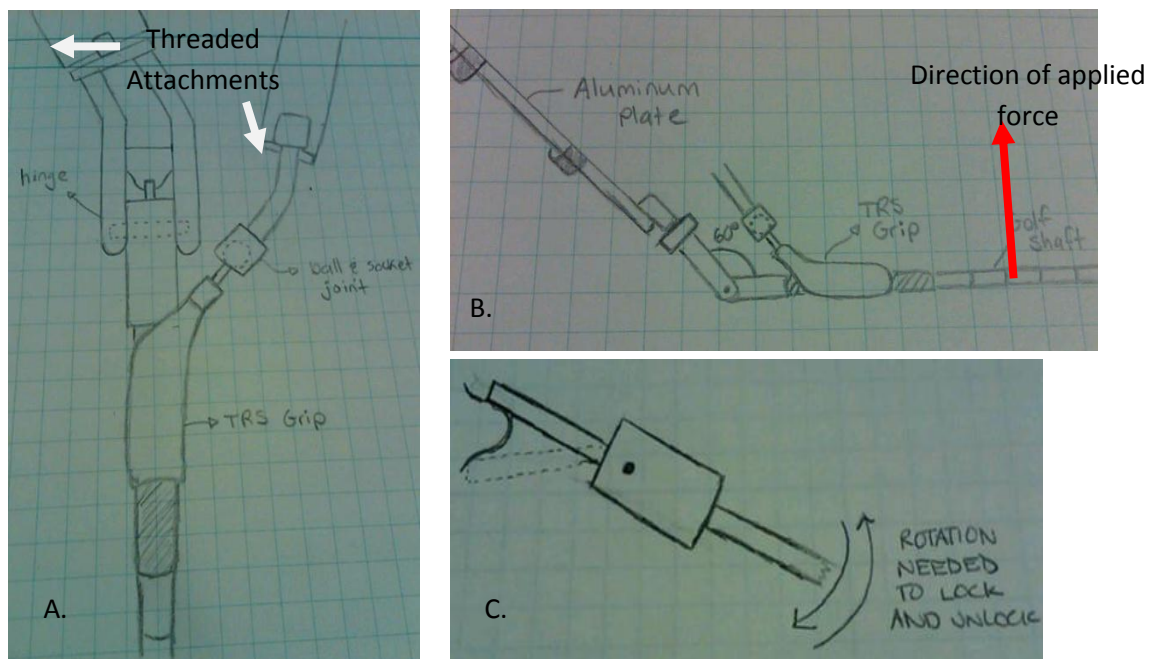 Threaded
Attachments
hinge
ball & socket
joint
TRS Grip
A.
Aluminum
plate
60°
TRS
Grip
Golf
shaft
Direction of applied
force
B.
ROTATION
NEEDED
TO LOCK
AND UNLOCK
C.